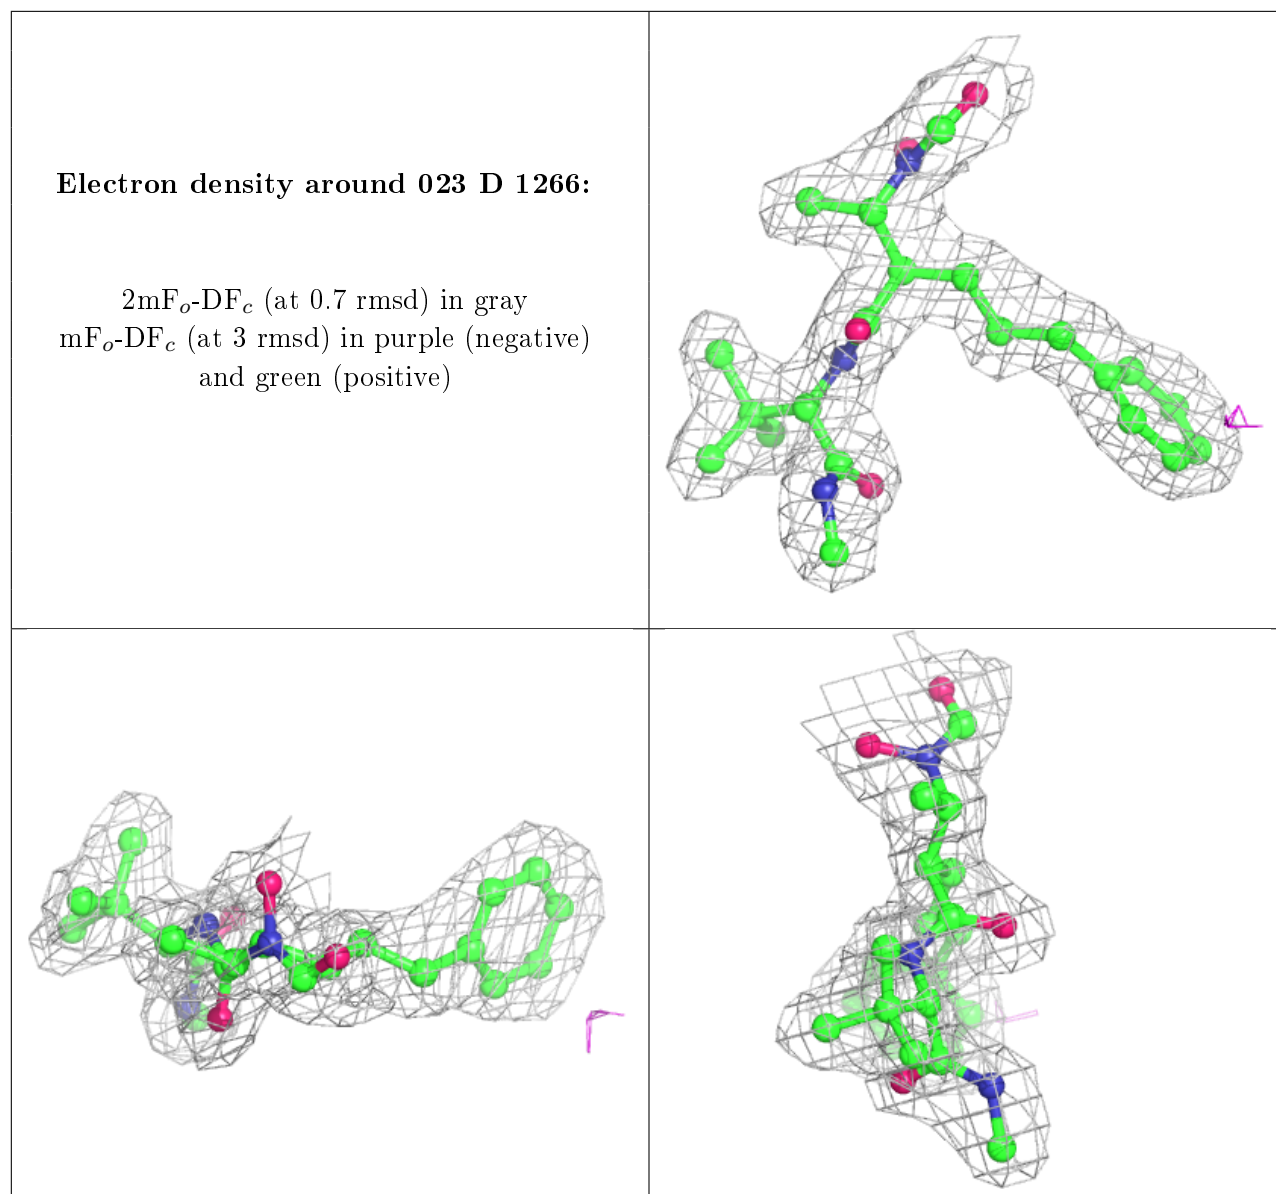 Electron density around 023 D 1266:
2mFo-DFc (at 0.7 rmsd) in gray
mFo-DFc (at 3 rmsd) in purple (negative)
and green (positive)